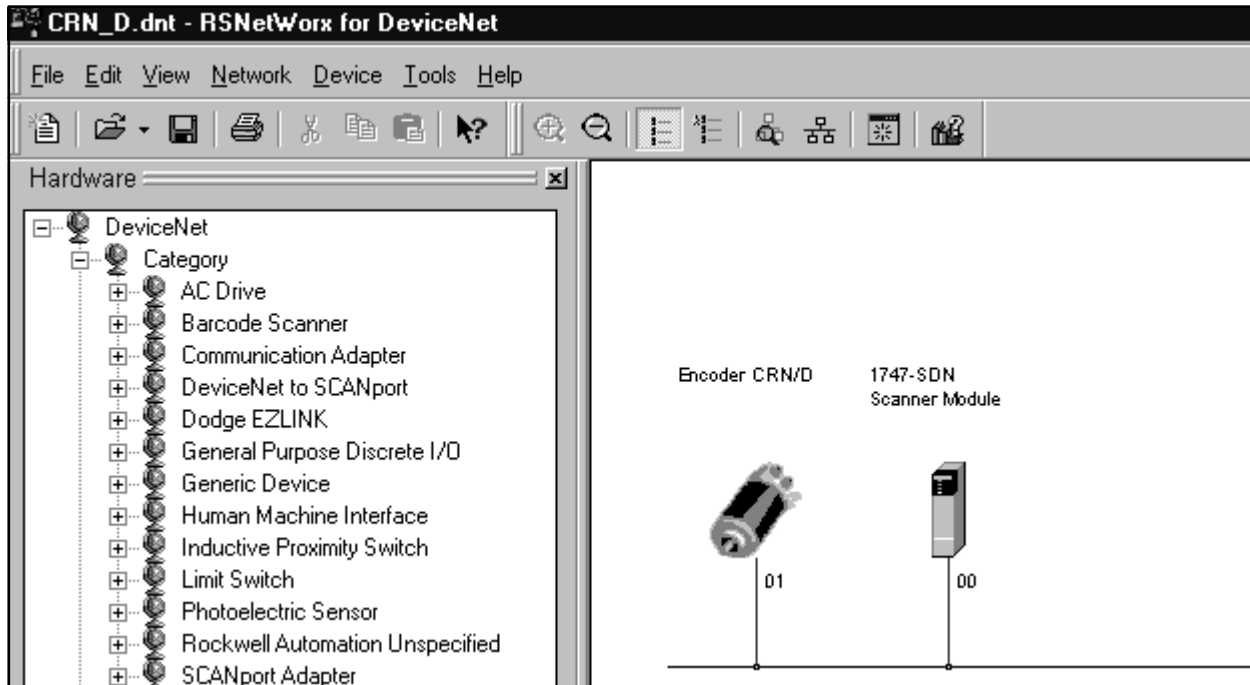 CRN_D.dnt - RSNetWorx for DeviceNet
File Edit View Network Device Tools Help
Hardware
DeviceNet
Category
AC Drive
Barcode Scanner
Communication Adapter
DeviceNet to SCANport
Dodge EZLINK
General Purpose Discrete I/O
Generic Device
Human Machine Interface
Inductive Proximity Switch
Limit Switch
Photoelectric Sensor
Rockwell Automation Unspecified
SCANport Adapter
Encoder CRN/D
1747-SDN
Scanner Module
01
00